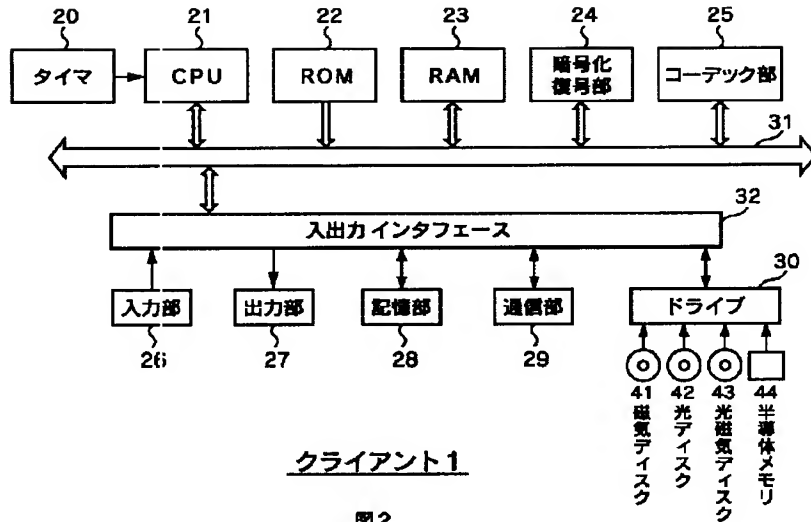 20
21
22
23
24
25
タイマ
CPU
ROM
RAM
暗号化
復号部
コーデック部
31
32
入出力 インタフェース
30
入力部
出力部
記憶部
通信部
ドライブ
26
27
28
29
41
42
43
44
磁気ディスク
光ディスク
光磁気ディスク
半導体メモリ
クライアント1
図2